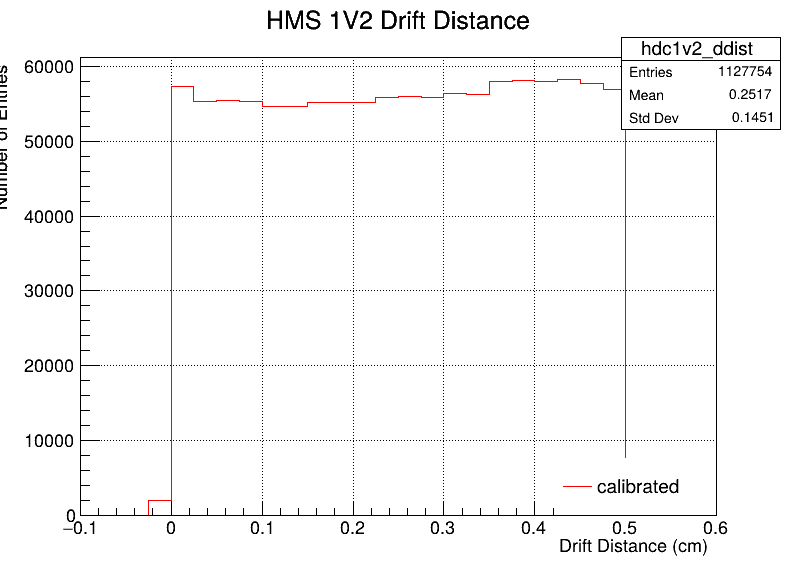 HMS 1V2 Drift Distance
hdc1v2_ddist
Entries 1127754
Mean 0.2517
Std Dev 0.1451
Number of Entries
60000
50000
40000
30000
20000
10000
0
−0.1 0 0.1 0.2 0.3 0.4 0.5 0.6
Drift Distance (cm)
calibrated